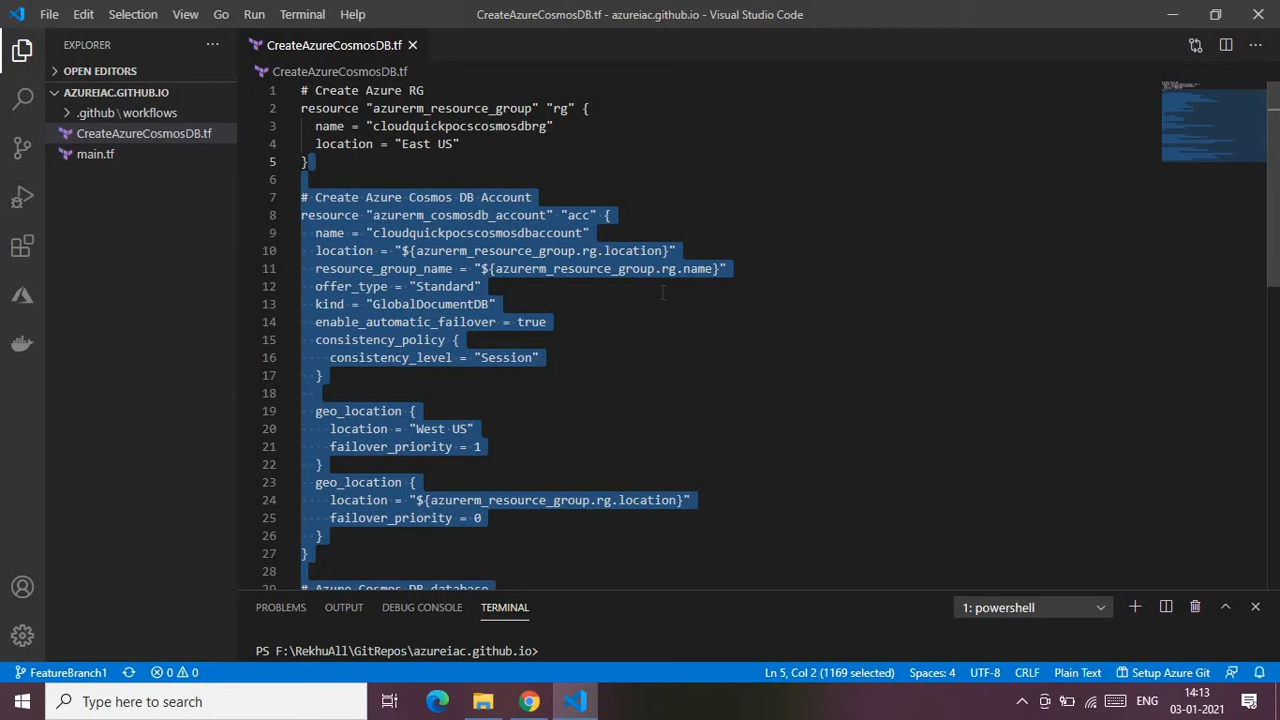 File Edit Selection View Go Run Terminal Help
CreateAzureCosmosDB.tf - azureiac.github.io - Visual Studio Code
EXPLORER
OPEN EDITORS
AZUREIAC.GITHUB.IO
.github\workflows
CreateAzureCosmosDB.tf
main.tf
CreateAzureCosmosDB.tf
CreateAzureCosmosDB.tf
1 # Create Azure RG
2 resource "azurerm_resource_group" "rg" {
3 name = "cloudquickpocscosmosdbrg"
4 location = "East US"
5 }
6
7 # Create Azure Cosmos DB Account
8 resource "azurerm_cosmosdb_account" "acc" {
9 name = "cloudquickpocscosmosdbaccount"
10 location = "${azurerm_resource_group.rg.location}"
11 resource_group_name = "${azurerm_resource_group.rg.name}"
12 offer_type = "Standard"
13 kind = "GlobalDocumentDB"
14 enable_automatic_failover = true
15 consistency_policy {
16 consistency_level = "Session"
17 }
18
19 geo_location {
20 location = "West US"
21 failover_priority = 1
22 }
23 geo_location {
24 location = "${azurerm_resource_group.rg.location}"
25 failover_priority = 0
26 }
27 }
28
29 # Azure Cosmos DB database
PROBLEMS OUTPUT DEBUG CONSOLE TERMINAL
1: powershell
PS F:\RekhuAll\GitRepos\azureiac.github.io>
FeatureBranch1
0 0
Ln 5, Col 2 (1169 selected) Spaces: 4 UTF-8 CRLF Plain Text Setup Azure Git
Type here to search
ENG
14:13
03-01-2021